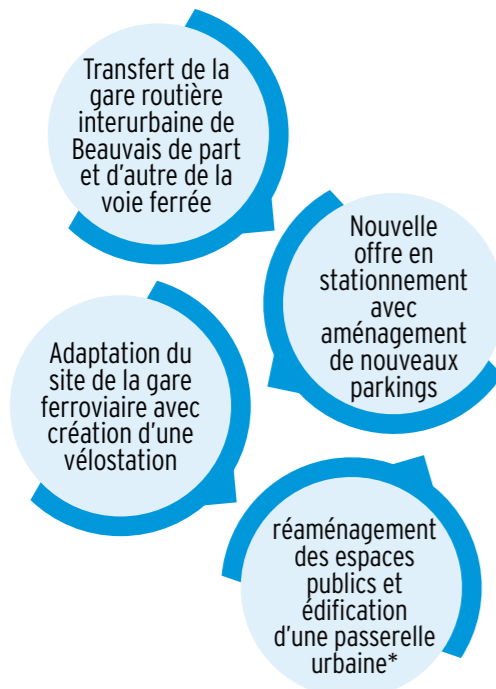 Transfert de la
gare routière
interurbaine de
Beauvais de part
et d'autre de la
voie ferrée
Nouvelle
offre en
stationnement
avec
aménagement
de nouveaux
parkings
Adaptation du
site de la gare
ferroviaire avec
création d'une
vélostation
réaménagement
des espaces
publics et
édification
d'une passerelle
urbaine*